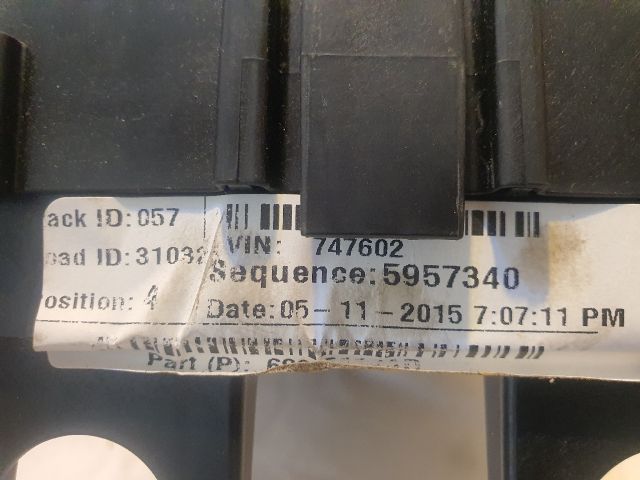 ack ID: 057
VIN: 747602
oad ID: 3103
Sequence: 5957340
osition: 4
Date: 05-11-2015 7:07:11 PM
Part (P):